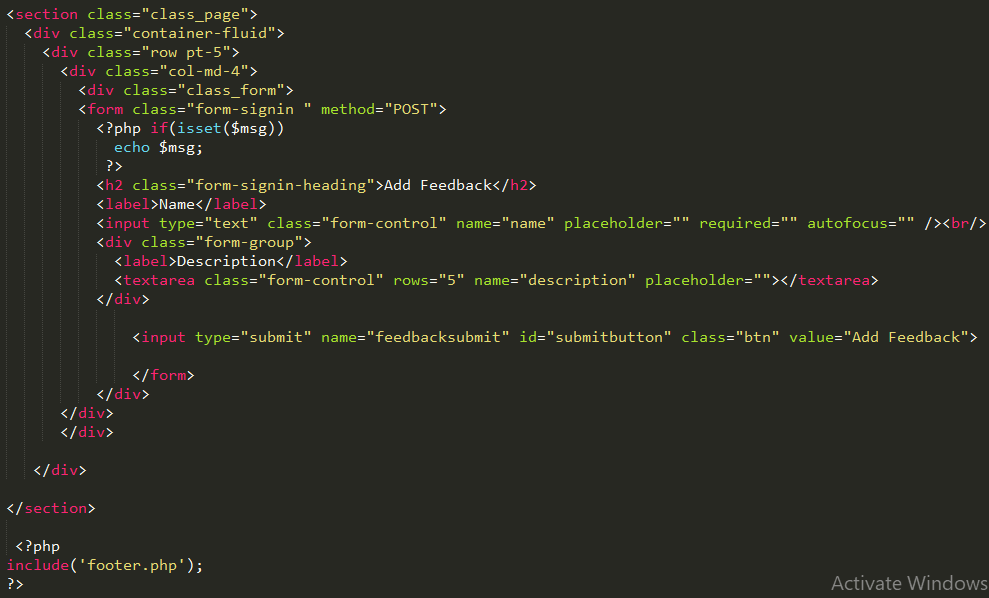 <section class="class_page">
<div class="container-fluid">
<div class="row pt-5">
<div class="col-md-4">
<div class="class_form">
<form class="form-signin " method="POST">
<?php if(isset($msg))
echo $msg;
?>
<h2 class="form-signin-heading">Add Feedback</h2>
<label>Name</label>
<input type="text" class="form-control" name="name" placeholder="" required="" autofocus="" /><br/>
<div class="form-group">
<label>Description</label>
<textarea class="form-control" rows="5" name="description" placeholder=""></textarea>
</div>
<input type="submit" name="feedbacksubmit" id="submitbutton" class="btn" value="Add Feedback">
</form>
</div>
</div>
</div>
</div>
</section>
<?php
include('footer.php');
?>
Activate Windows